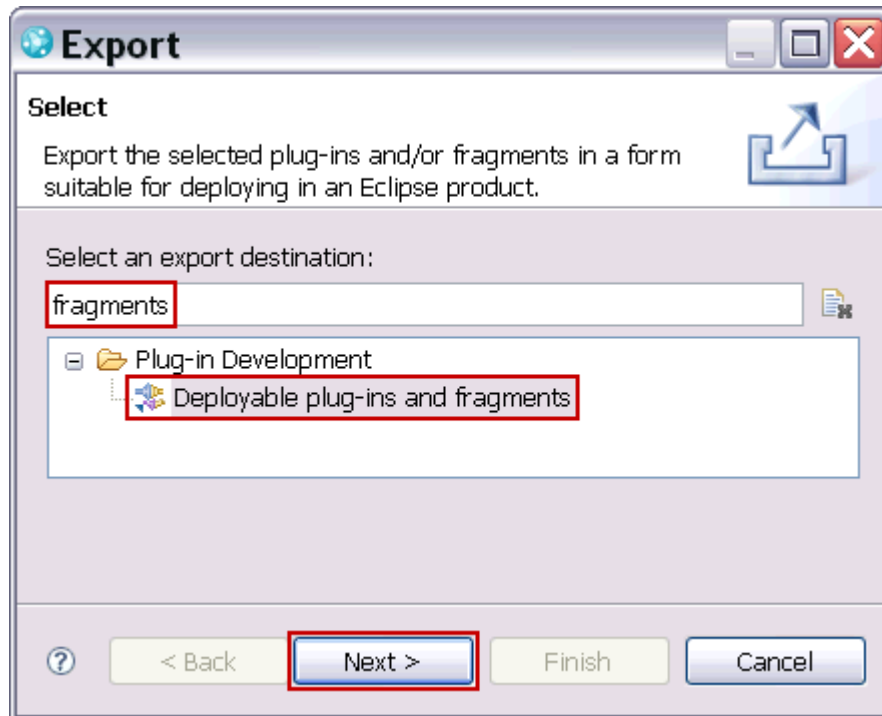 Export
Select
Export the selected plug-ins and/or fragments in a form
suitable for deploying in an Eclipse product.
Select an export destination:
fragments
Plug-in Development
Deployable plug-ins and fragments
? < Back Next > Finish Cancel